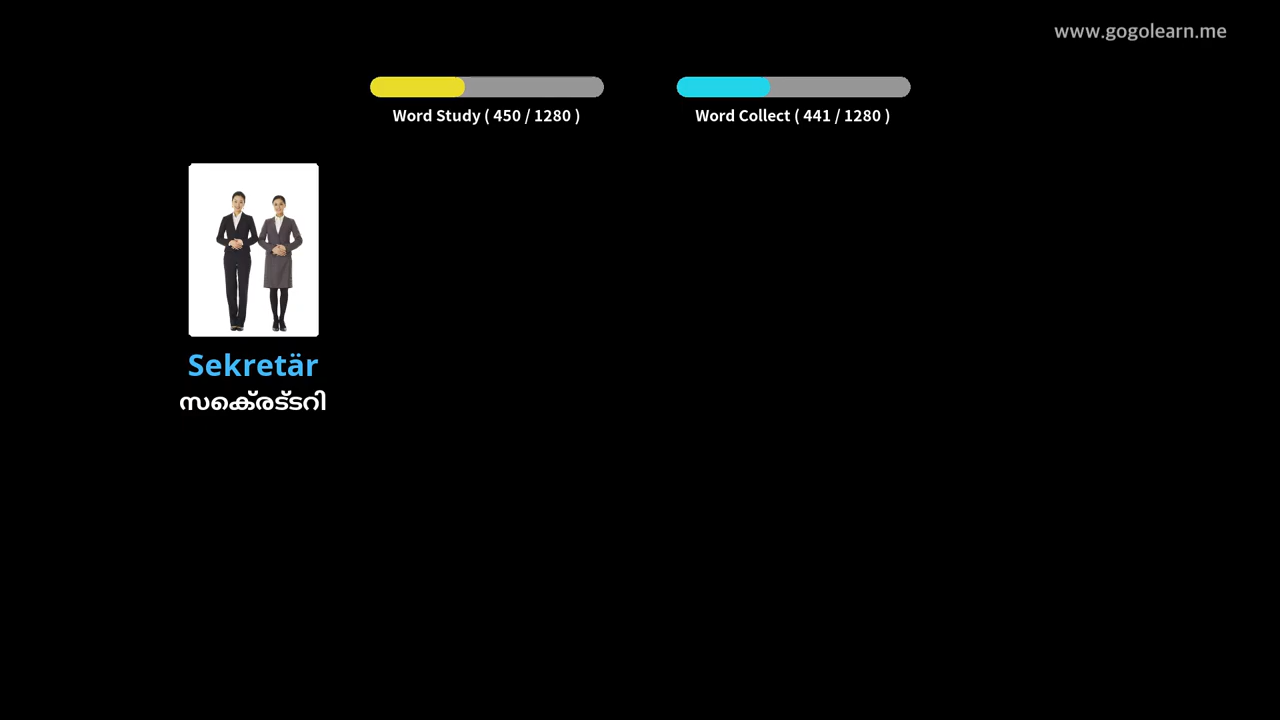 www.gogolearn.me
Word Study ( 450 / 1280 )
Word Collect ( 441 / 1280 )
Sekretär
സെക്രട്ടറി